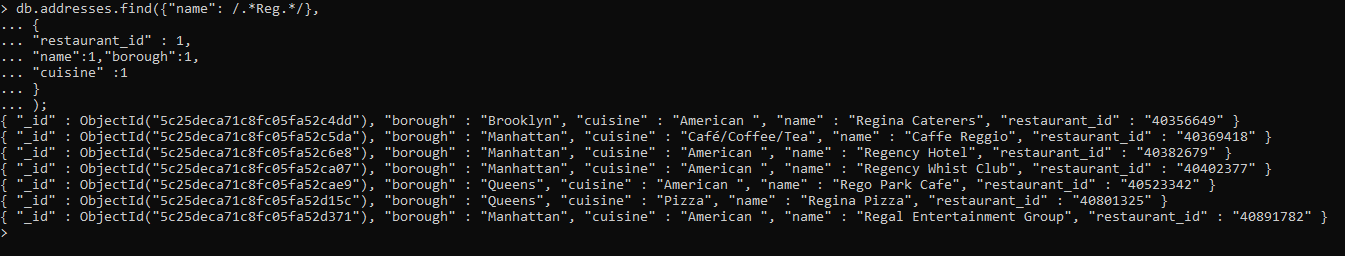 > db.addresses.find({"name": /.*Reg.*/},
... {
... "restaurant_id" : 1,
... "name":1,"borough":1,
... "cuisine" :1
... }
... );
{ "_id" : ObjectId("5c25deca71c8fc05fa52c4dd"), "borough" : "Brooklyn", "cuisine" : "American ", "name" : "Regina Caterers", "restaurant_id" : "40356649" }
{ "_id" : ObjectId("5c25deca71c8fc05fa52c5da"), "borough" : "Manhattan", "cuisine" : "Café/Coffee/Tea", "name" : "Caffe Reggio", "restaurant_id" : "40369418" }
{ "_id" : ObjectId("5c25deca71c8fc05fa52c6e8"), "borough" : "Manhattan", "cuisine" : "American ", "name" : "Regency Hotel", "restaurant_id" : "40382679" }
{ "_id" : ObjectId("5c25deca71c8fc05fa52ca07"), "borough" : "Manhattan", "cuisine" : "American ", "name" : "Regency Whist Club", "restaurant_id" : "40402377" }
{ "_id" : ObjectId("5c25deca71c8fc05fa52cae9"), "borough" : "Queens", "cuisine" : "American ", "name" : "Rego Park Cafe", "restaurant_id" : "40523342" }
{ "_id" : ObjectId("5c25deca71c8fc05fa52d15c"), "borough" : "Queens", "cuisine" : "Pizza", "name" : "Regina Pizza", "restaurant_id" : "40801325" }
{ "_id" : ObjectId("5c25deca71c8fc05fa52d371"), "borough" : "Manhattan", "cuisine" : "American ", "name" : "Regal Entertainment Group", "restaurant_id" : "40891782" }
>